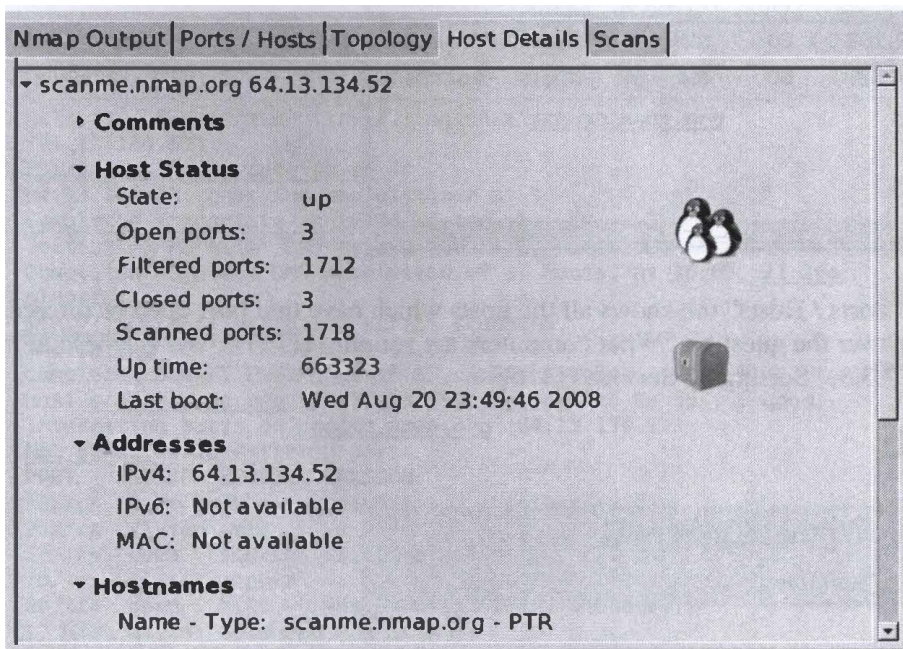 Nmap Output Ports / Hosts Topology Host Details Scans
scanme.nmap.org 64.13.134.52
Comments
Host Status
State: up
Open ports: 3
Filtered ports: 1712
Closed ports: 3
Scanned ports: 1718
Up time: 663323
Last boot: Wed Aug 20 23:49:46 2008
Addresses
IPv4: 64.13.134.52
IPv6: Not available
MAC: Not available
Hostnames
Name - Type: scanme.nmap.org - PTR